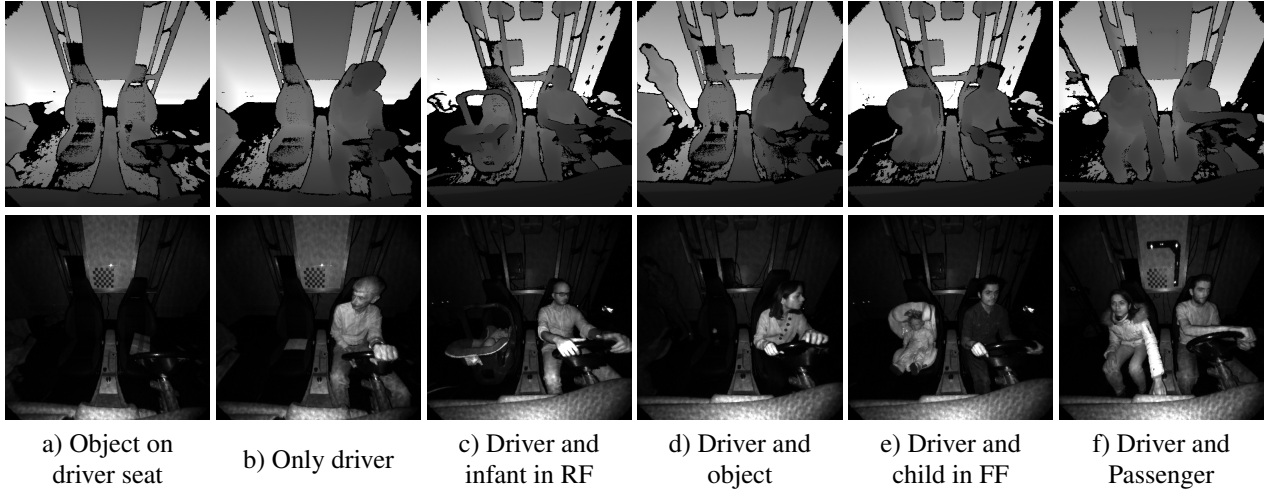 a) Object on
driver seat
b) Only driver
c) Driver and
infant in RF
d) Driver and
object
e) Driver and
child in FF
f) Driver and
Passenger